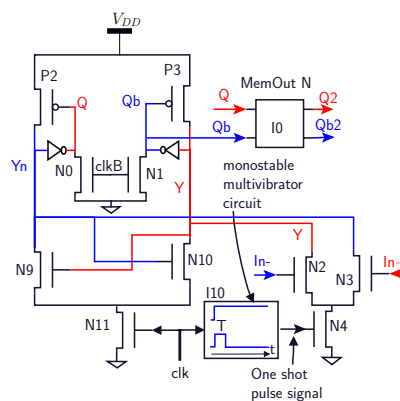 V_DD
P2
P3
Q
Qb
MemOut N
Q
Q2
Qb
Qb2
I0
Yn
N0
clkB
N1
Y
monostable
multivibrator
circuit
Y
N9
N10
In-
N2
N3
In-
N11
I10
T
t
N4
clk
One shot
pulse signal